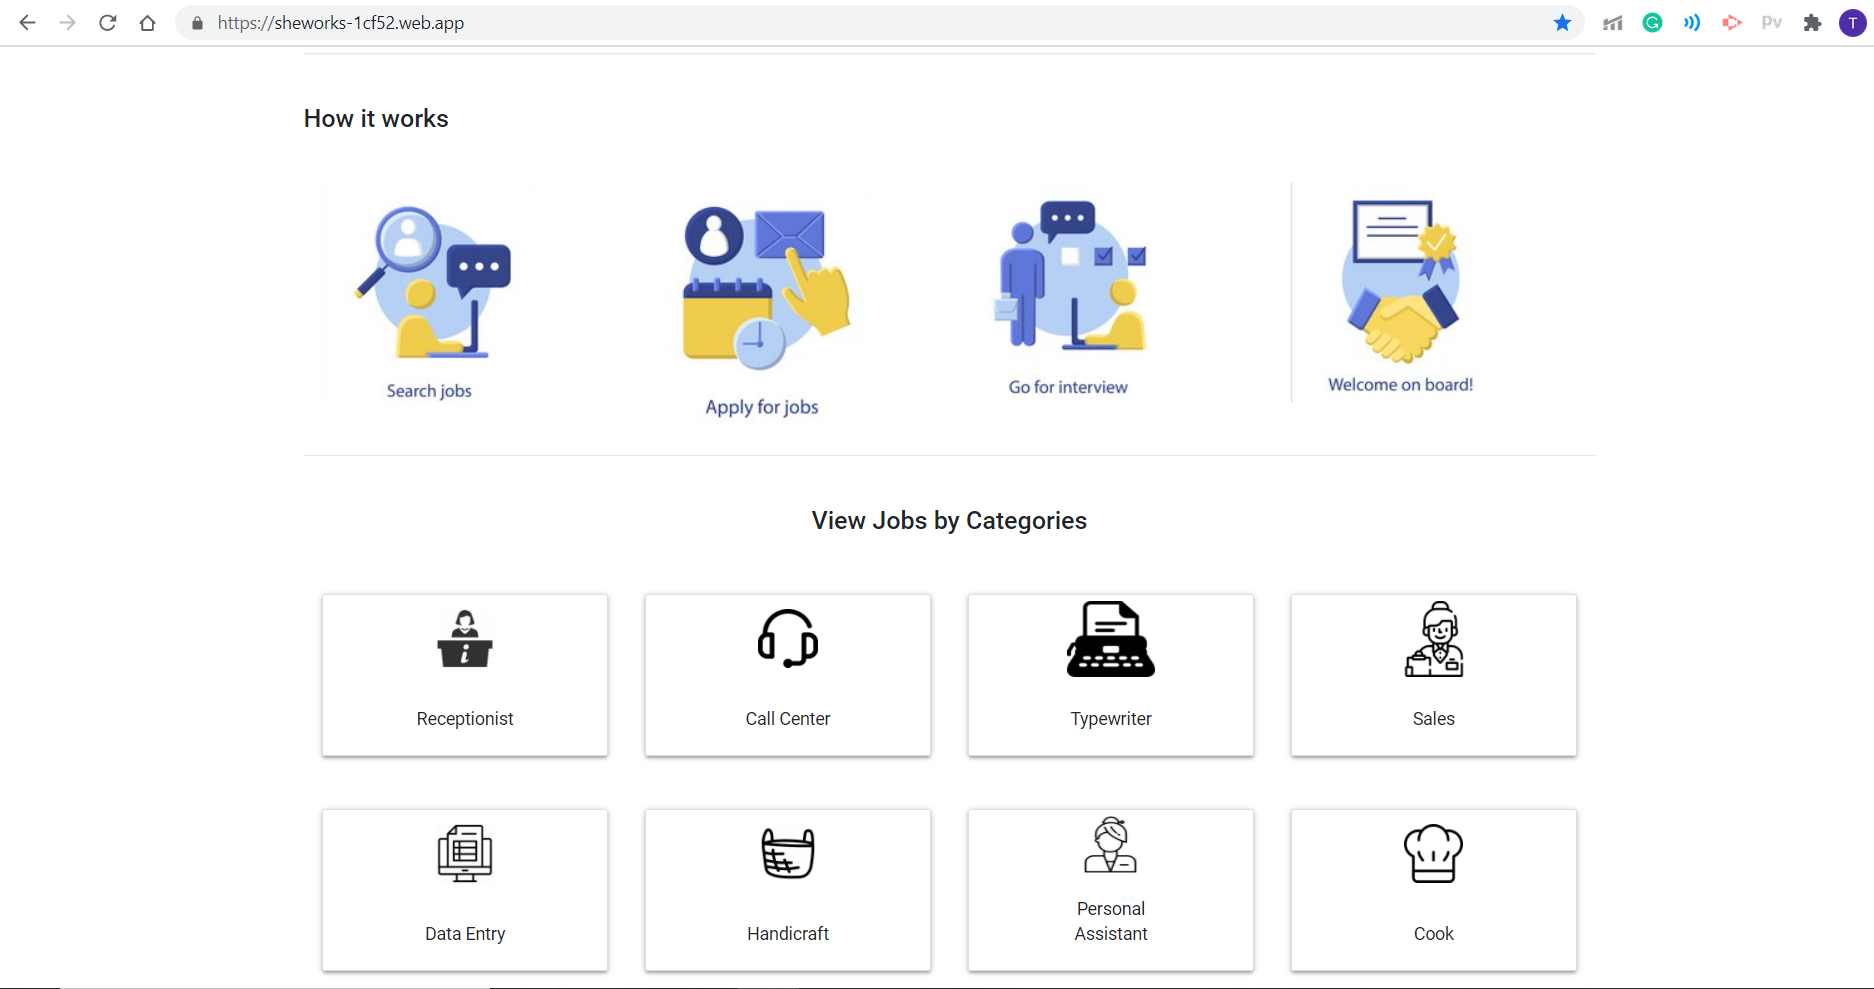 https://sheworks-1cf52.web.app
T
How it works
Search jobs
Apply for jobs
Go for interview
Welcome on board!
View Jobs by Categories
Receptionist
Call Center
Typewriter
Sales
Data Entry
Handicraft
Personal
Assistant
Cook